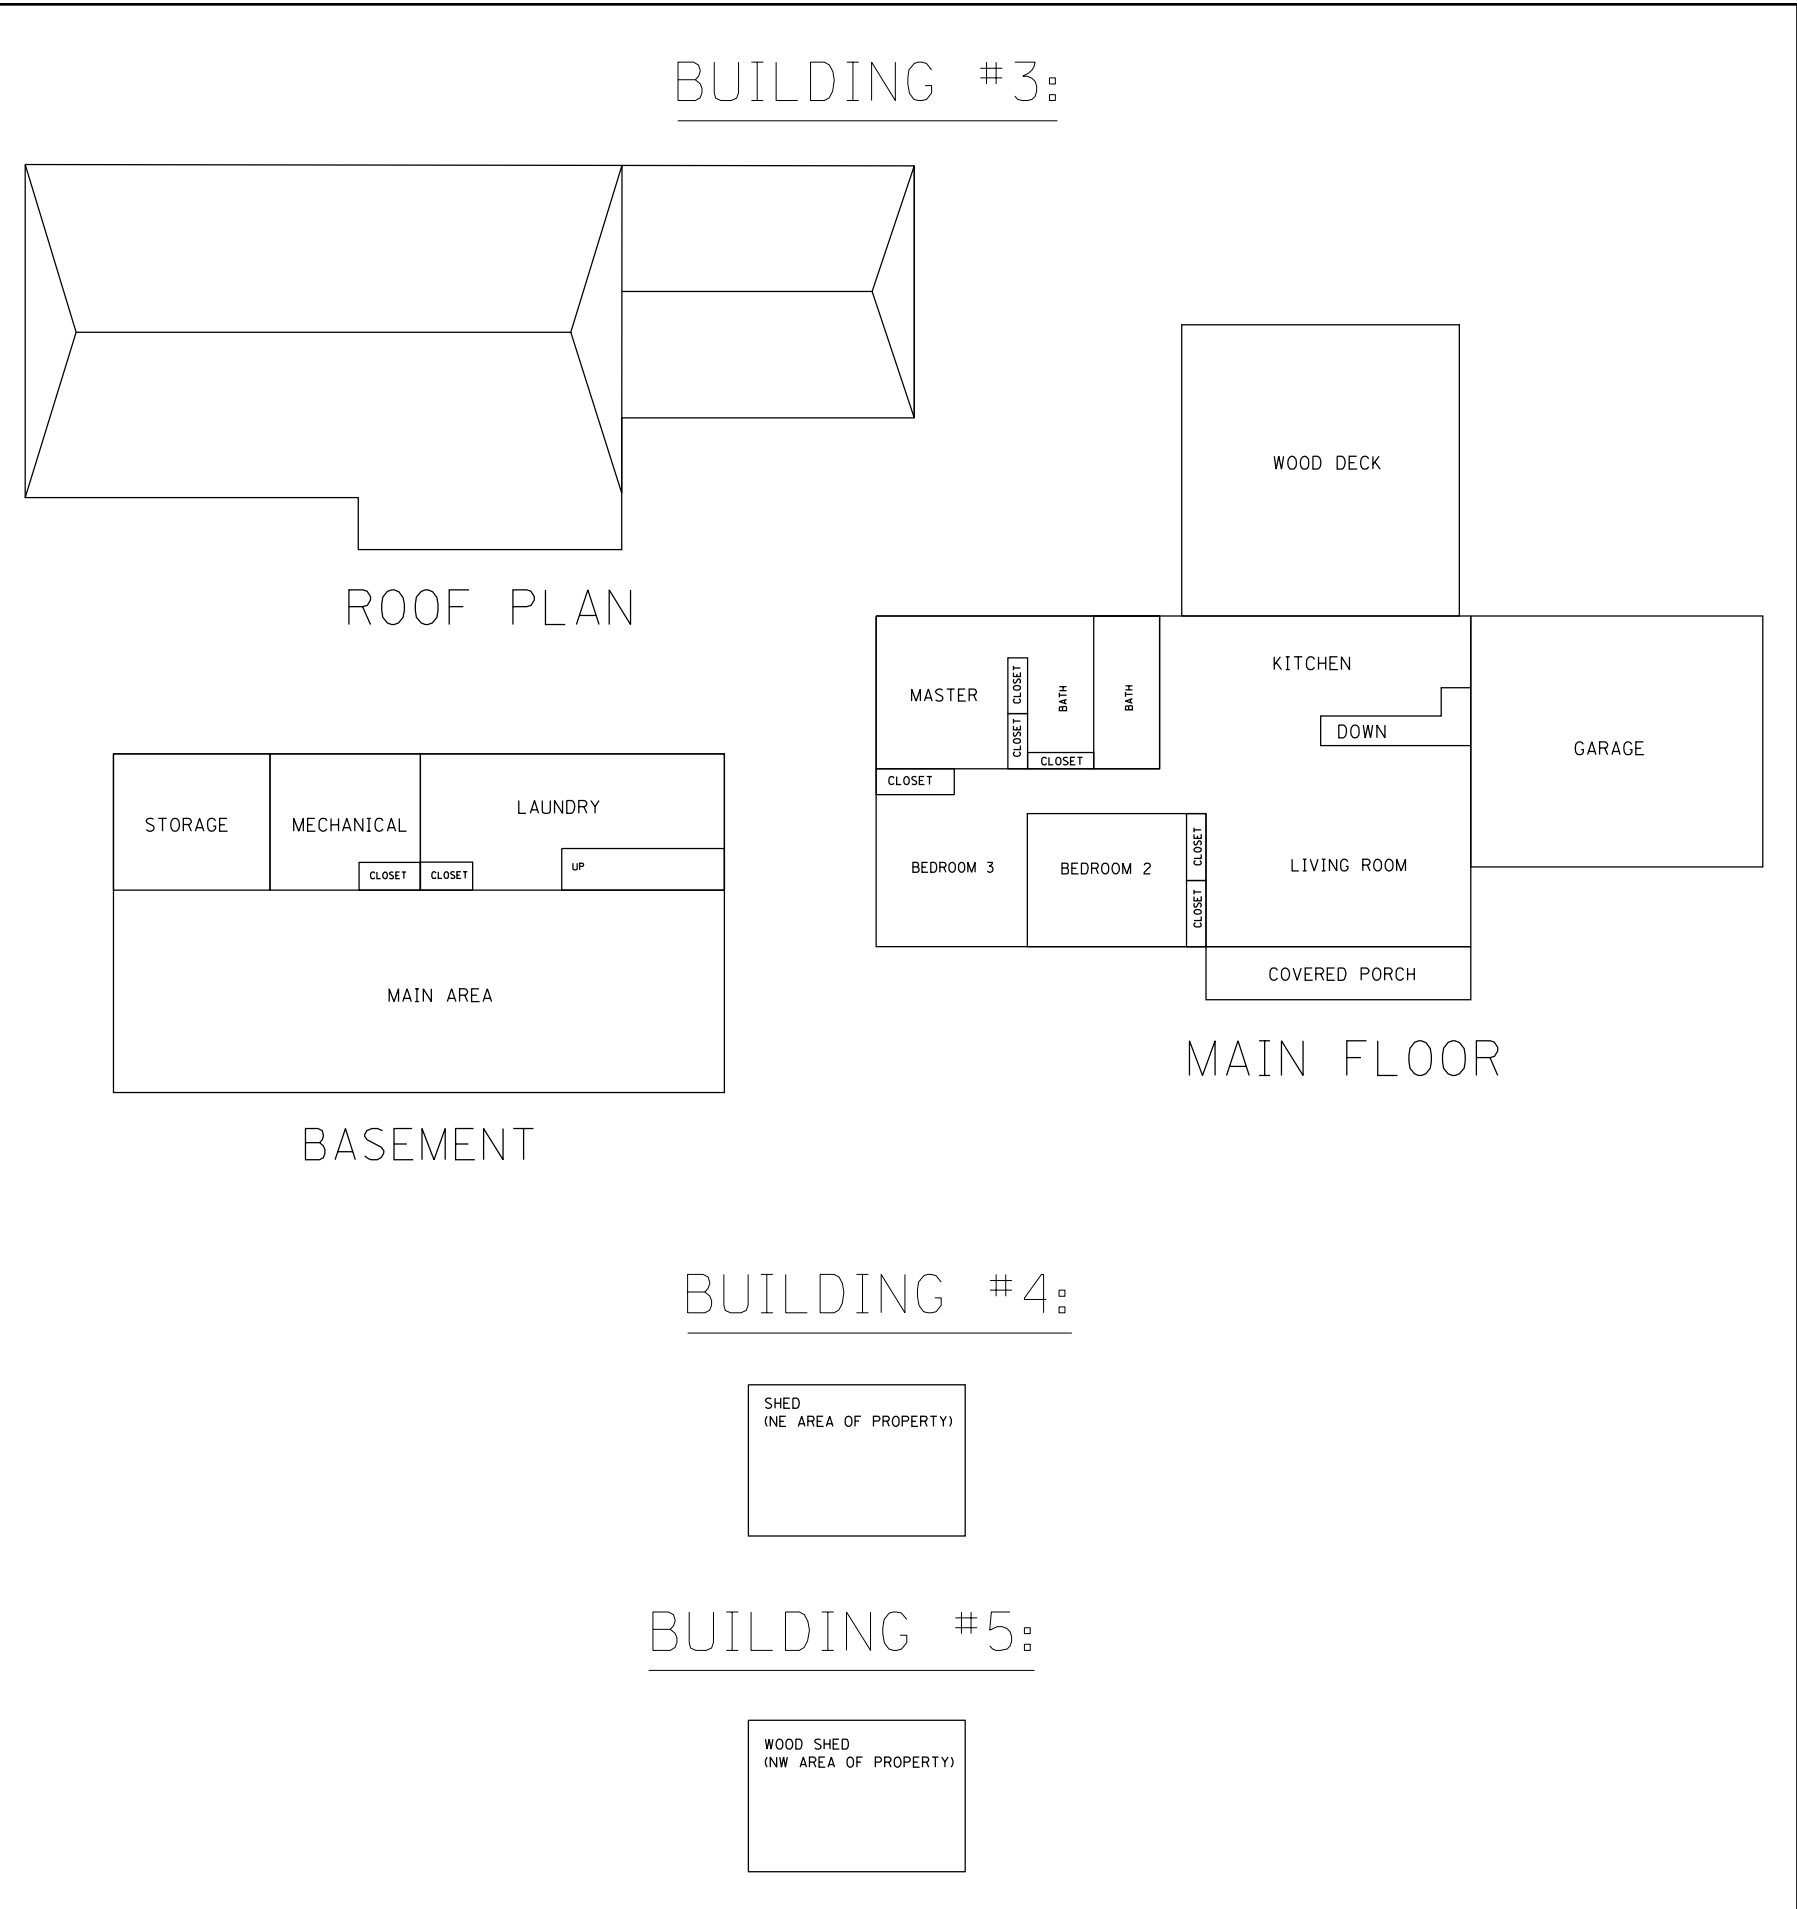 BUILDING #3:
ROOF PLAN
WOOD DECK
KITCHEN
MASTER
CLOSET
CLOSET
BATH
BATH
CLOSET
CLOSET
DOWN
GARAGE
BEDROOM 3
BEDROOM 2
CLOSET
CLOSET
LIVING ROOM
COVERED PORCH
MAIN FLOOR
STORAGE
MECHANICAL
LAUNDRY
CLOSET
CLOSET
UP
MAIN AREA
BASEMENT
BUILDING #4:
SHED
(NE AREA OF PROPERTY)
BUILDING #5:
WOOD SHED
(NW AREA OF PROPERTY)